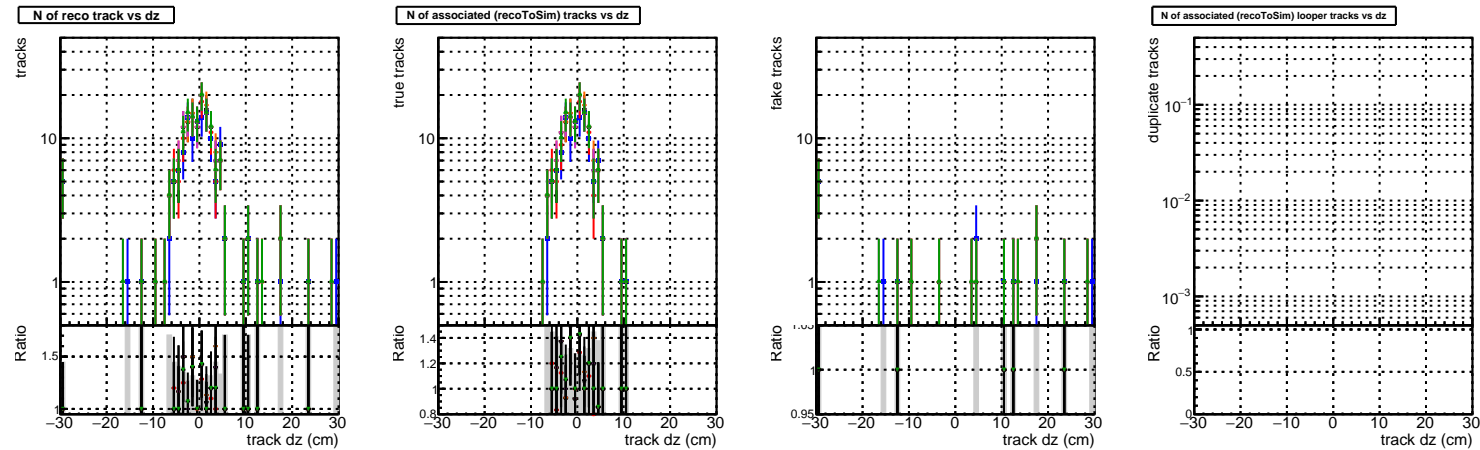 N of reco track vs dz
tracks
10
1
Ratio
1.5
1
−30 −20 −10 0 10 20 30
track dz (cm)
N of associated (recoToSim) tracks vs dz
true tracks
10
1
Ratio
1.4
1.2
1
0.8
−30 −20 −10 0 10 20 30
track dz (cm)
fake tracks
10
1
Ratio
1.05
1
0.95
−30 −20 −10 0 10 20 30
track dz (cm)
N of associated (recoToSim) looper tracks vs dz
duplicate tracks
10−1
10−2
10−3
Ratio
1
0.5
0
−30 −20 −10 0 10 20 30
track dz (cm)